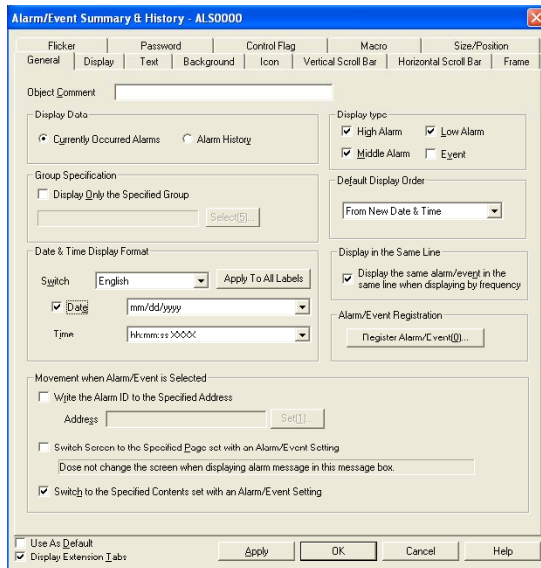 Alarm/Event Summary & History - ALS0000
Flicker Password Control Flag Macro Size/Position
General Display Text Background Icon Vertical Scroll Bar Horizontal Scroll Bar Frame
Object Comment
Display Data
Currently Occurred Alarms Alarm History
Display type
High Alarm Low Alarm
Middle Alarm Event
Group Specification
Display Only the Specified Group
Select(5)...
Default Display Order
From New Date & Time
Date & Time Display Format
Switch English Apply To All Labels
Date mm/dd/yyyy
Time hh:mm:ss XXXX
Display in the Same Line
Display the same alarm/event in the
same line when displaying by frequency
Alarm/Event Registration
Register Alarm/Event(0)...
Movement when Alarm/Event is Selected
Write the Alarm ID to the Specified Address
Address Set(1)...
Switch Screen to the Specified Page set with an Alarm/Event Setting
Dose not change the screen when displaying alarm message in this message box.
Switch to the Specified Contents set with an Alarm/Event Setting
Use As Default
Display Extension Tabs
Apply OK Cancel Help